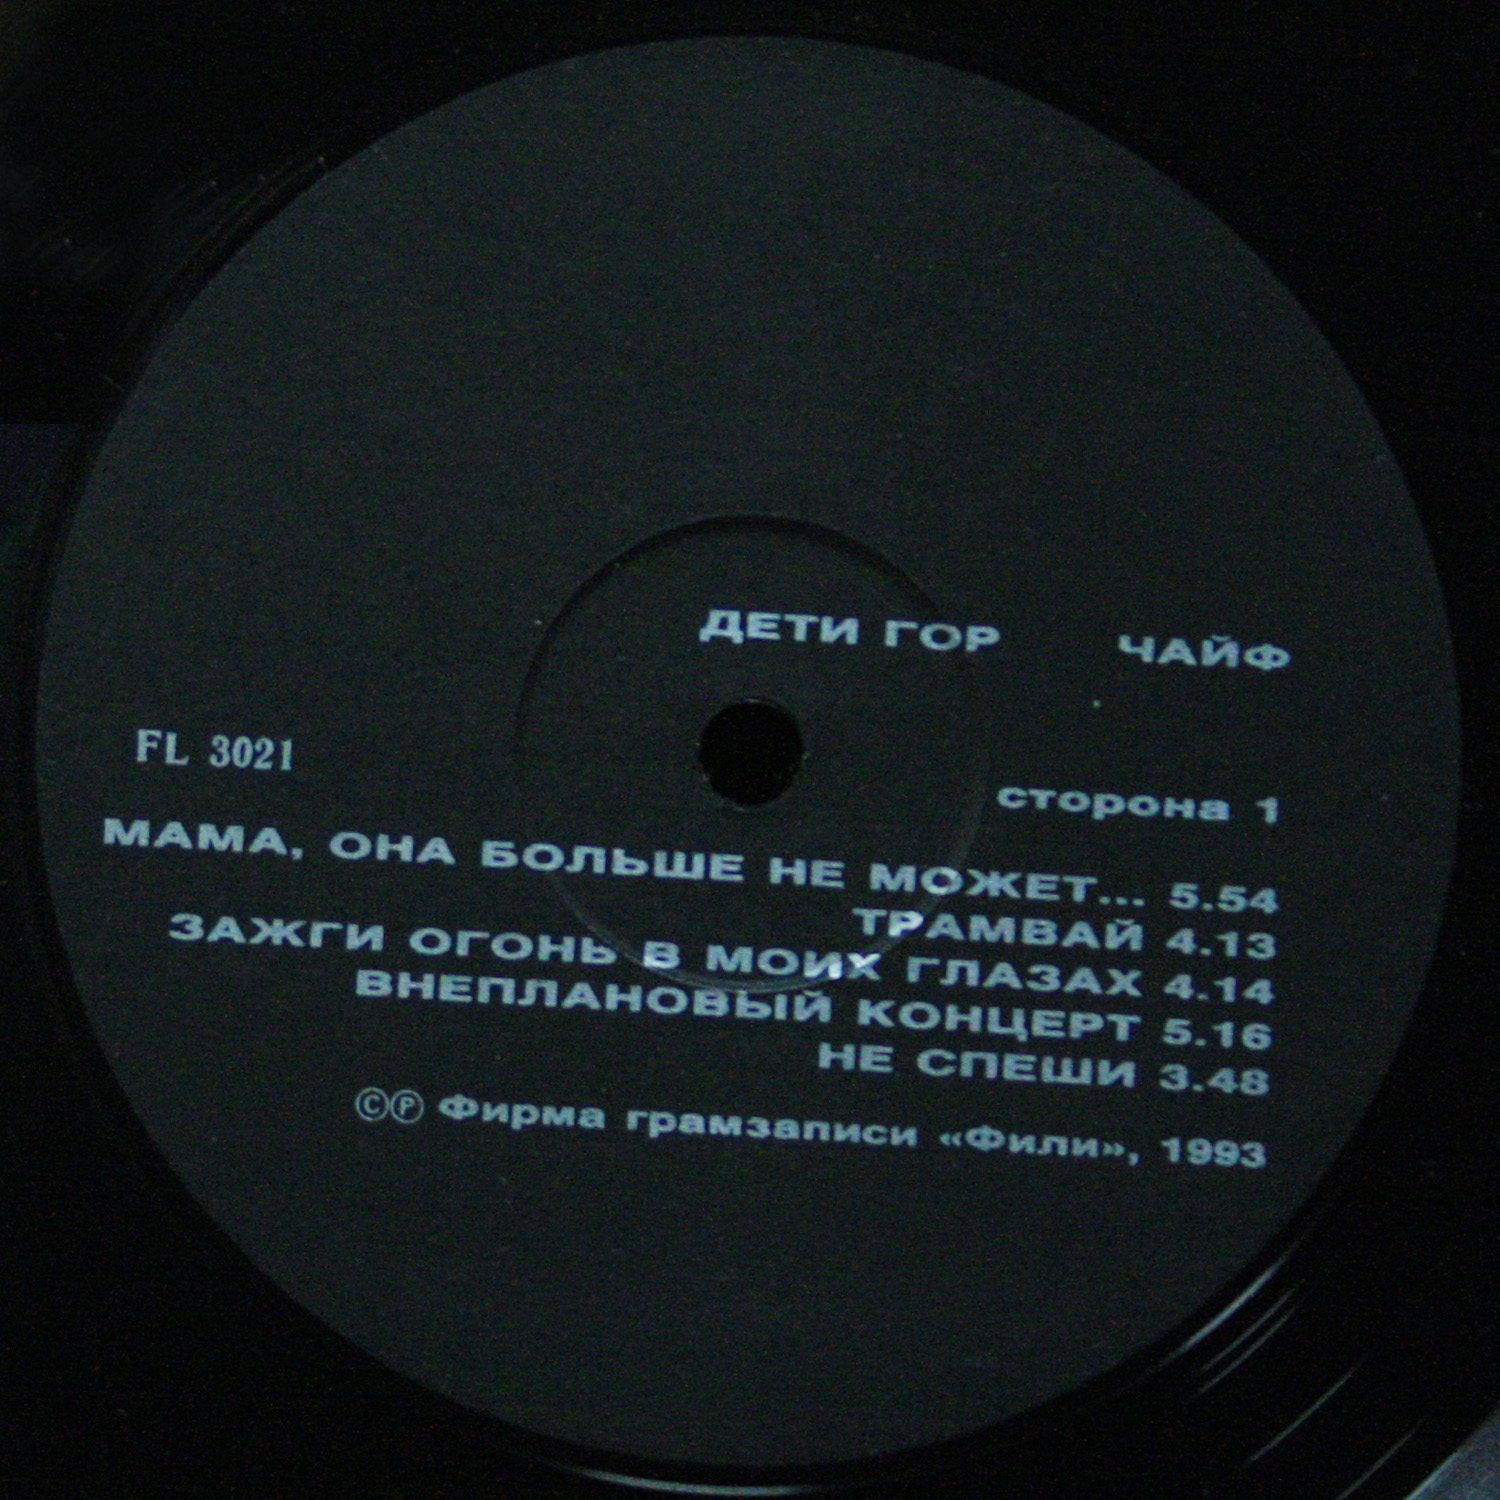 ДЕТИ ГОР ЧАЙФ
FL 3021
сторона 1
МАМА, ОНА БОЛЬШЕ НЕ МОЖЕТ... 5.54
ТРАМВАЙ 4.13
ЗАЖГИ ОГОНЬ В МОИХ ГЛАЗАХ 4.14
ВНЕПЛАНОВЫЙ КОНЦЕРТ 5.16
НЕ СПЕШИ 3.48
©℗ Фирма грамзаписи «Фили», 1993